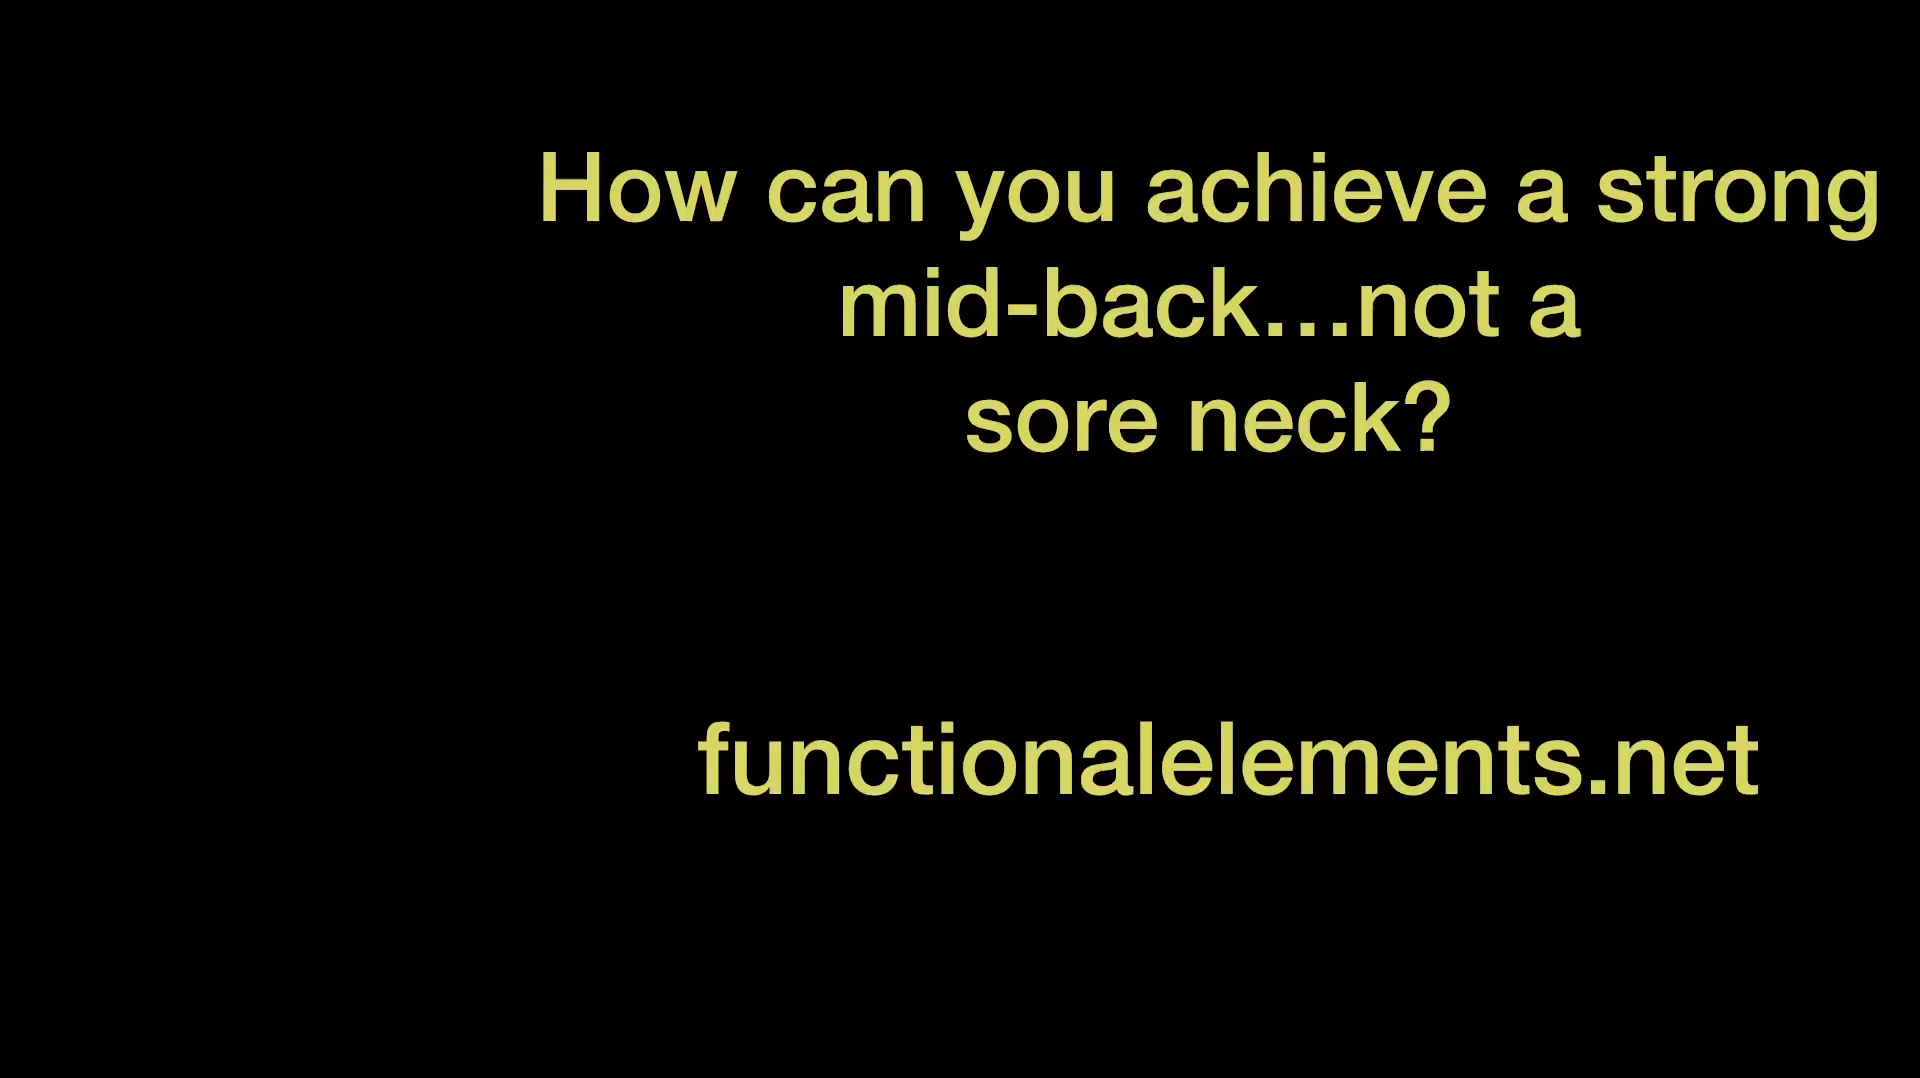 How can you achieve a strong
mid-back...not a
sore neck?
functionalelements.net